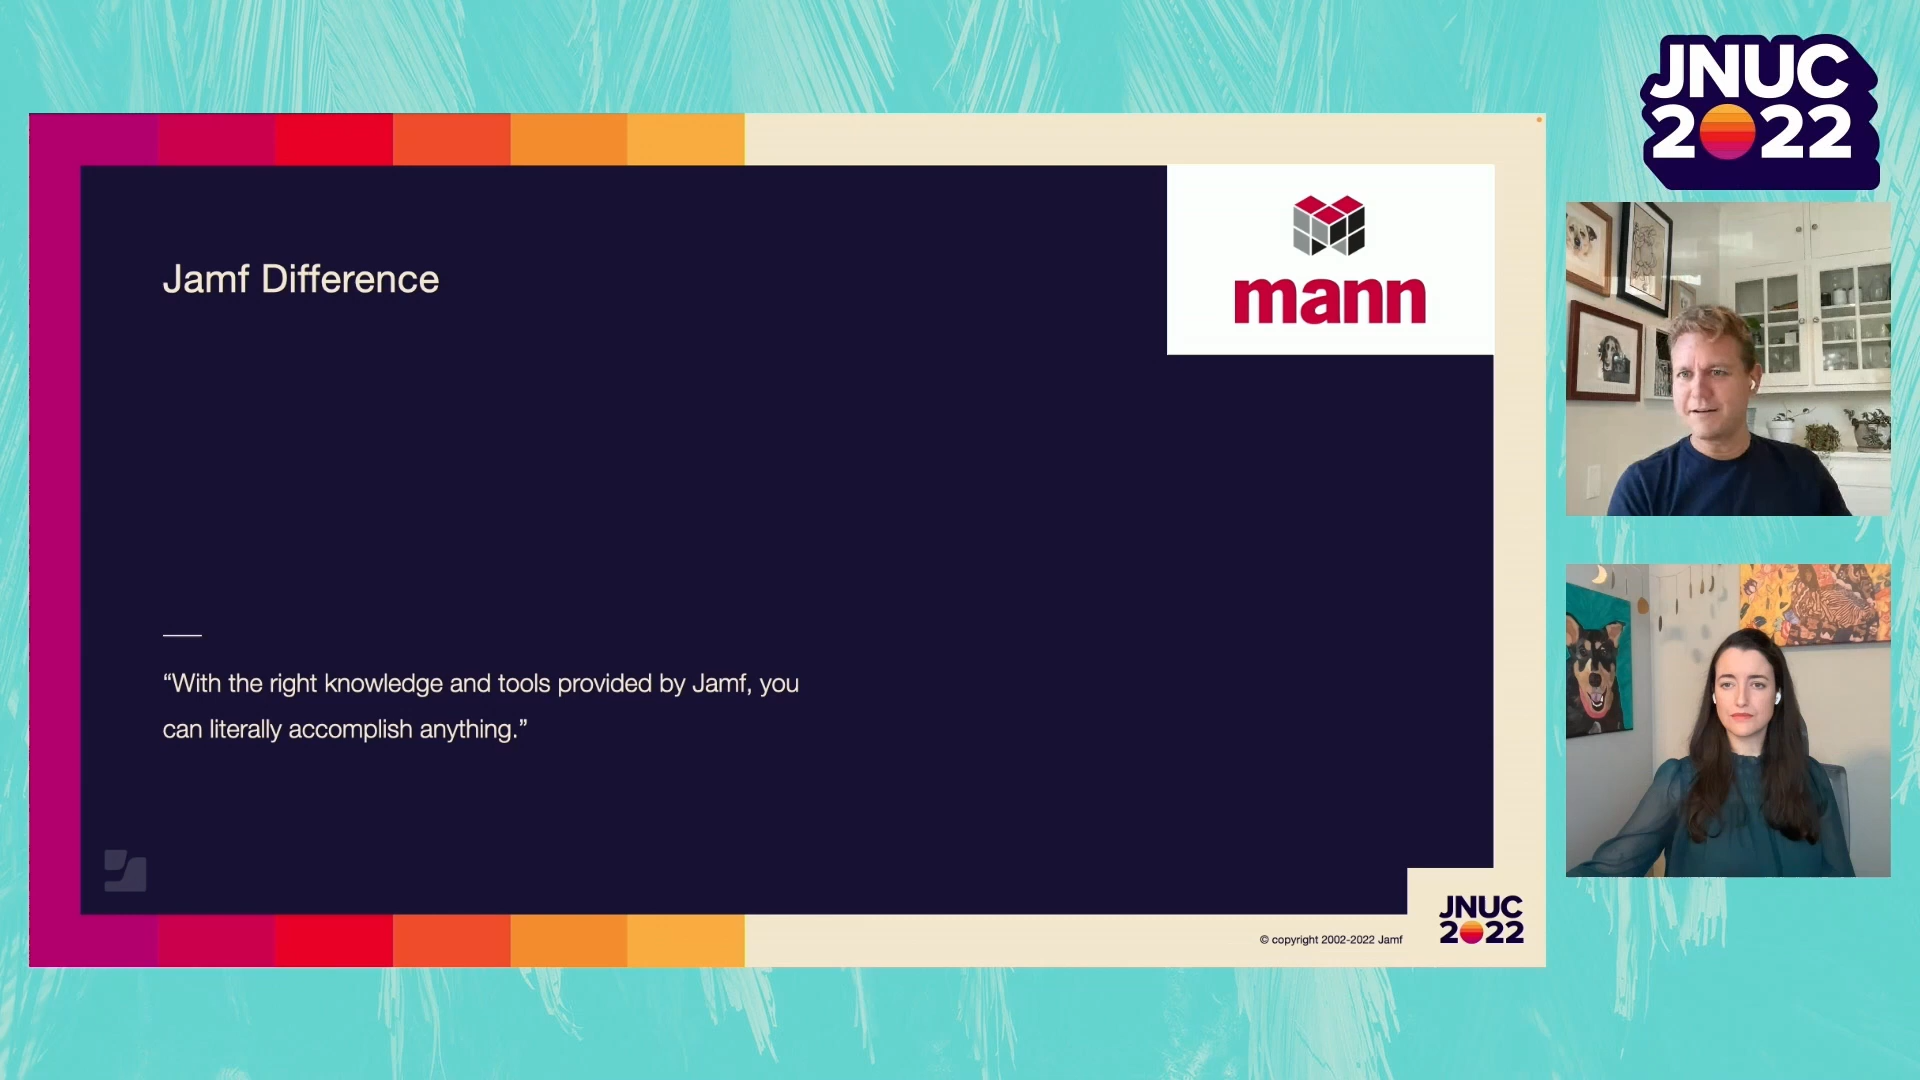 JNUC
2022
Jamf Difference
mann
“With the right knowledge and tools provided by Jamf, you
can literally accomplish anything.”
© copyright 2002-2022 Jamf
JNUC
2022